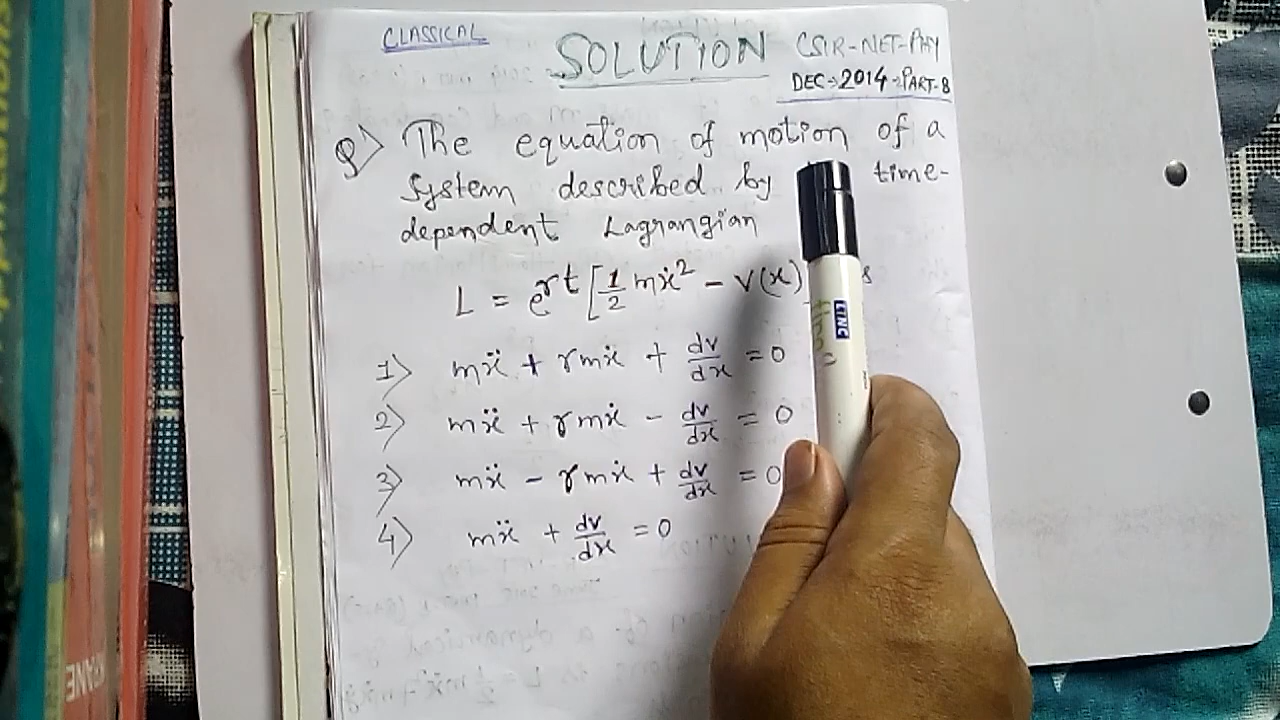 CLASSICAL
SOLUTION
CSIR-NET-PHY
DEC-2014-PART-8
Q> The equation of motion of a
system described by time-
dependent Lagrangian
L = e^γt [1/2 mẋ² - V(x)
1> mẍ + γmẋ + dv/dx = 0
2> mẍ + γmẋ - dv/dx = 0
3> mẍ - γmẋ + dv/dx = 0
4> mẍ + dv/dx = 0